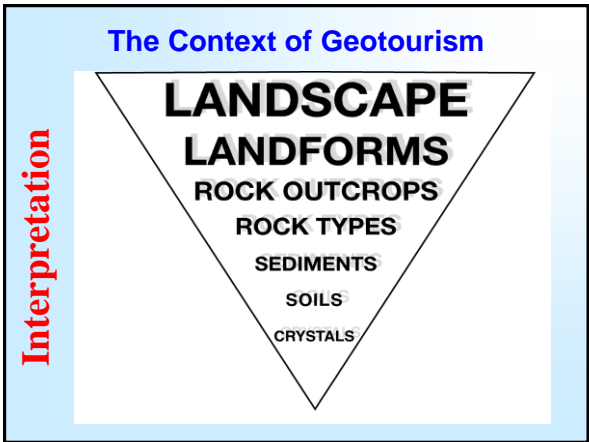 The Context of Geotourism
Interpretation
LANDSCAPE
LANDFORMS
ROCK OUTCROPS
ROCK TYPES
SEDIMENTS
SOILS
CRYSTALS